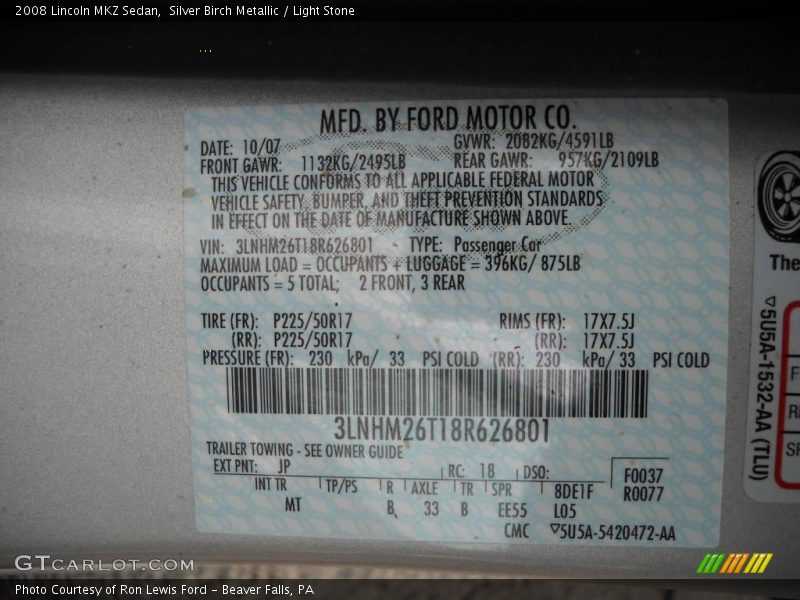 2008 Lincoln MKZ Sedan,  Silver Birch Metallic / Light Stone
MFD. BY FORD MOTOR CO.
DATE: 10/07 GVWR: 2082KG/4591LB
FRONT GAWR: 1132KG/2495LB REAR GAWR: 957KG/2109LB
THIS VEHICLE CONFORMS TO ALL APPLICABLE FEDERAL MOTOR
VEHICLE SAFETY, BUMPER, AND THEFT PREVENTION STANDARDS
IN EFFECT ON THE DATE OF MANUFACTURE SHOWN ABOVE.
VIN: 3LNHM26T18R626801 - TYPE: Passenger Car
MAXIMUM LOAD = OCCUPANTS + LUGGAGE = 396KG/ 875LB
OCCUPANTS = 5 TOTAL; 2 FRONT, 3 REAR
TIRE (FR): P225/50R17 RIMS (FR): 17X7.5J
(RR): P225/50R17 (RR): 17X7.5J
PRESSURE (FR): 230 kPa/ 33 PSI COLD (RR): 230 kPa/ 33 PSI COLD
3LNHM26T18R626801
TRAILER TOWING - SEE OWNER GUIDE
EXT PNT: JP RC: 18 DSO: F0037
INT TR TP/PS R AXLE TR SPR 8DE1F R0077
MT B 33 B EE55 L05
CMC ▽5U5A-5420472-AA
The
▽5U5A-1532-AA (TLU)
F
R
SP
GTCARLOT.COM
Photo Courtesy of Ron Lewis Ford - Beaver Falls, PA